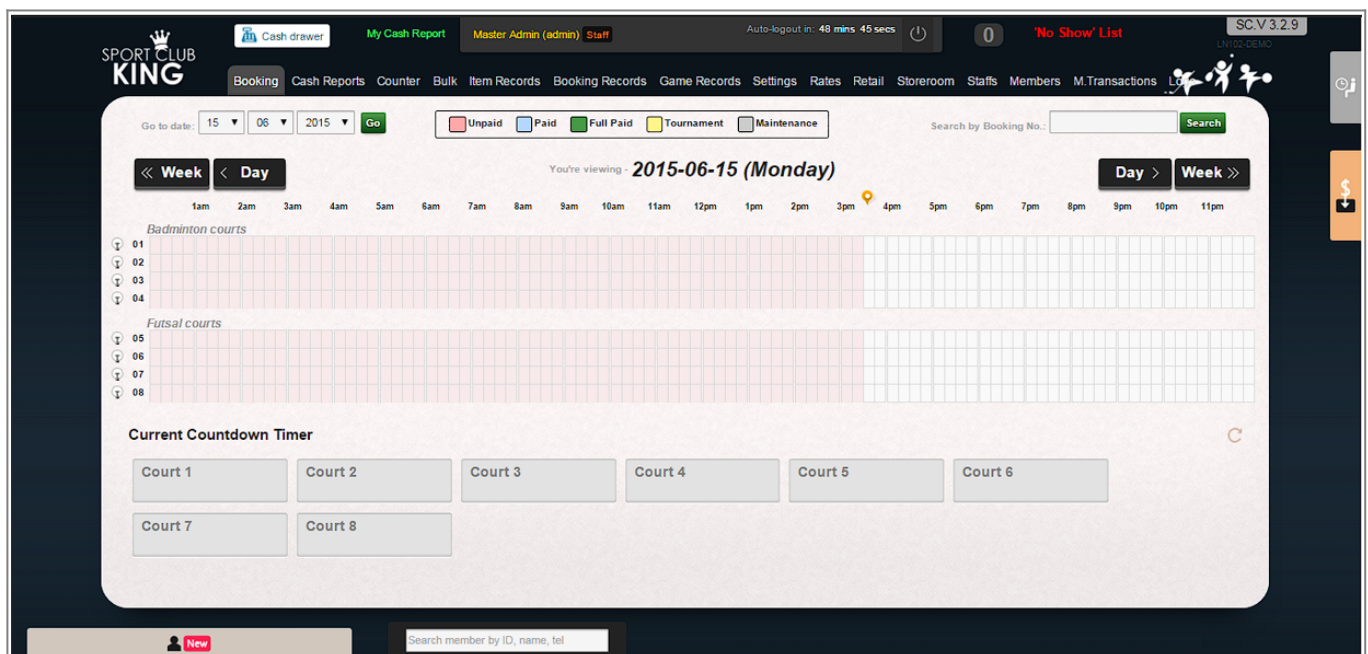 Cash drawer My Cash Report Master Admin (admin) Staff Auto-logout in: 48 mins 45 secs 0 'No Show' List SC.V 3.2.9
LN102-DEMO
SPORT CLUB
KING
Booking Cash Reports Counter Bulk Item Records Booking Records Game Records Settings Rates Retail Storeroom Staffs Members M.Transactions
Go to date: 15 06 2015 Go Unpaid Paid Full Paid Tournament Maintenance Search by Booking No.: Search
Week Day You're viewing - 2015-06-15 (Monday) Day Week
1am 2am 3am 4am 5am 6am 7am 8am 9am 10am 11am 12pm 1pm 2pm 3pm 4pm 5pm 6pm 7pm 8pm 9pm 10pm 11pm
Badminton courts
01
02
03
04
Futsal courts
05
06
07
08
Current Countdown Timer
Court 1 Court 2 Court 3 Court 4 Court 5 Court 6
Court 7 Court 8
New Search member by ID, name, tel